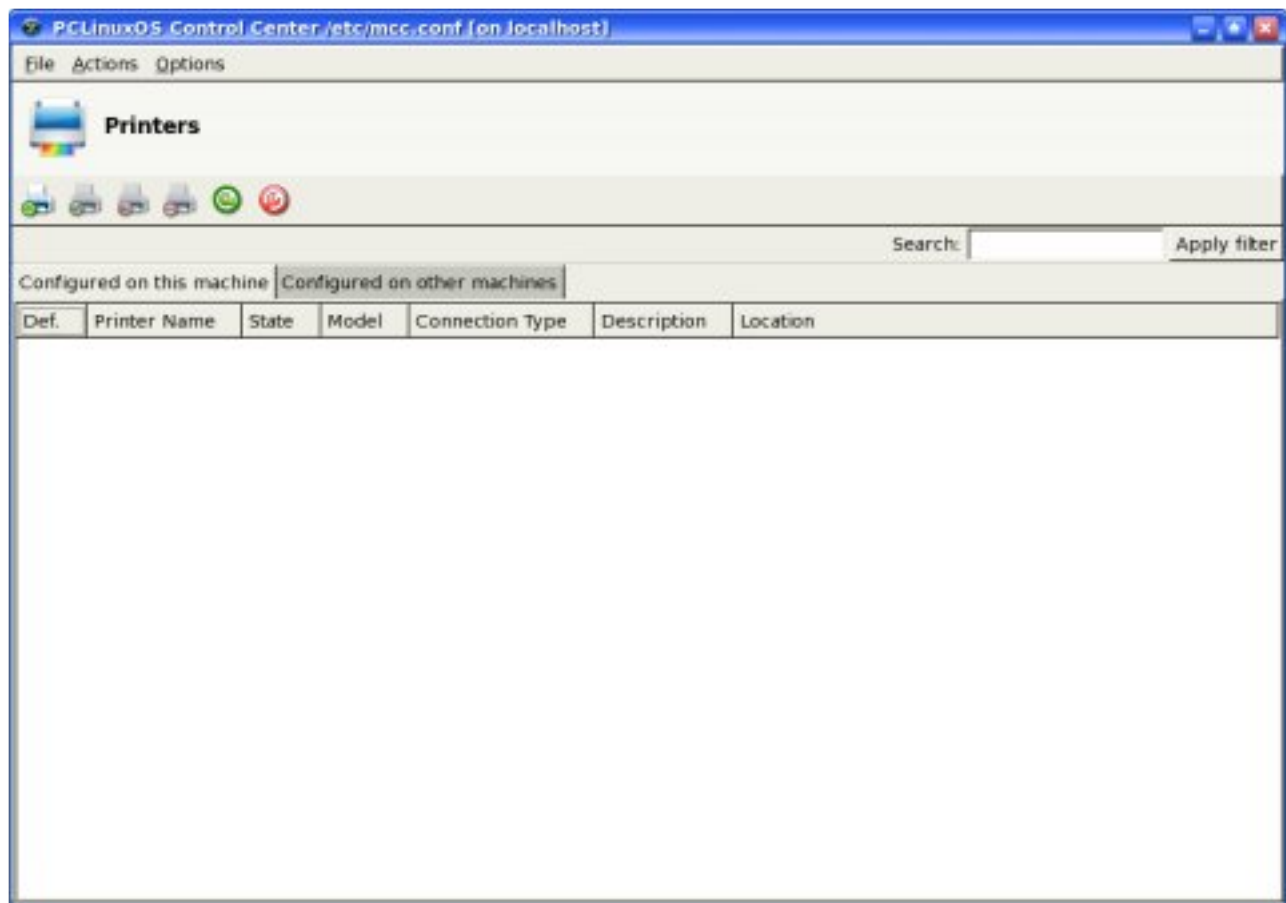 PCLinuxOS Control Center /etc/mcc.conf [on localhost]
File Actions Options
Printers
Search: Apply filter
Configured on this machine Configured on other machines
Def. Printer Name State Model Connection Type Description Location